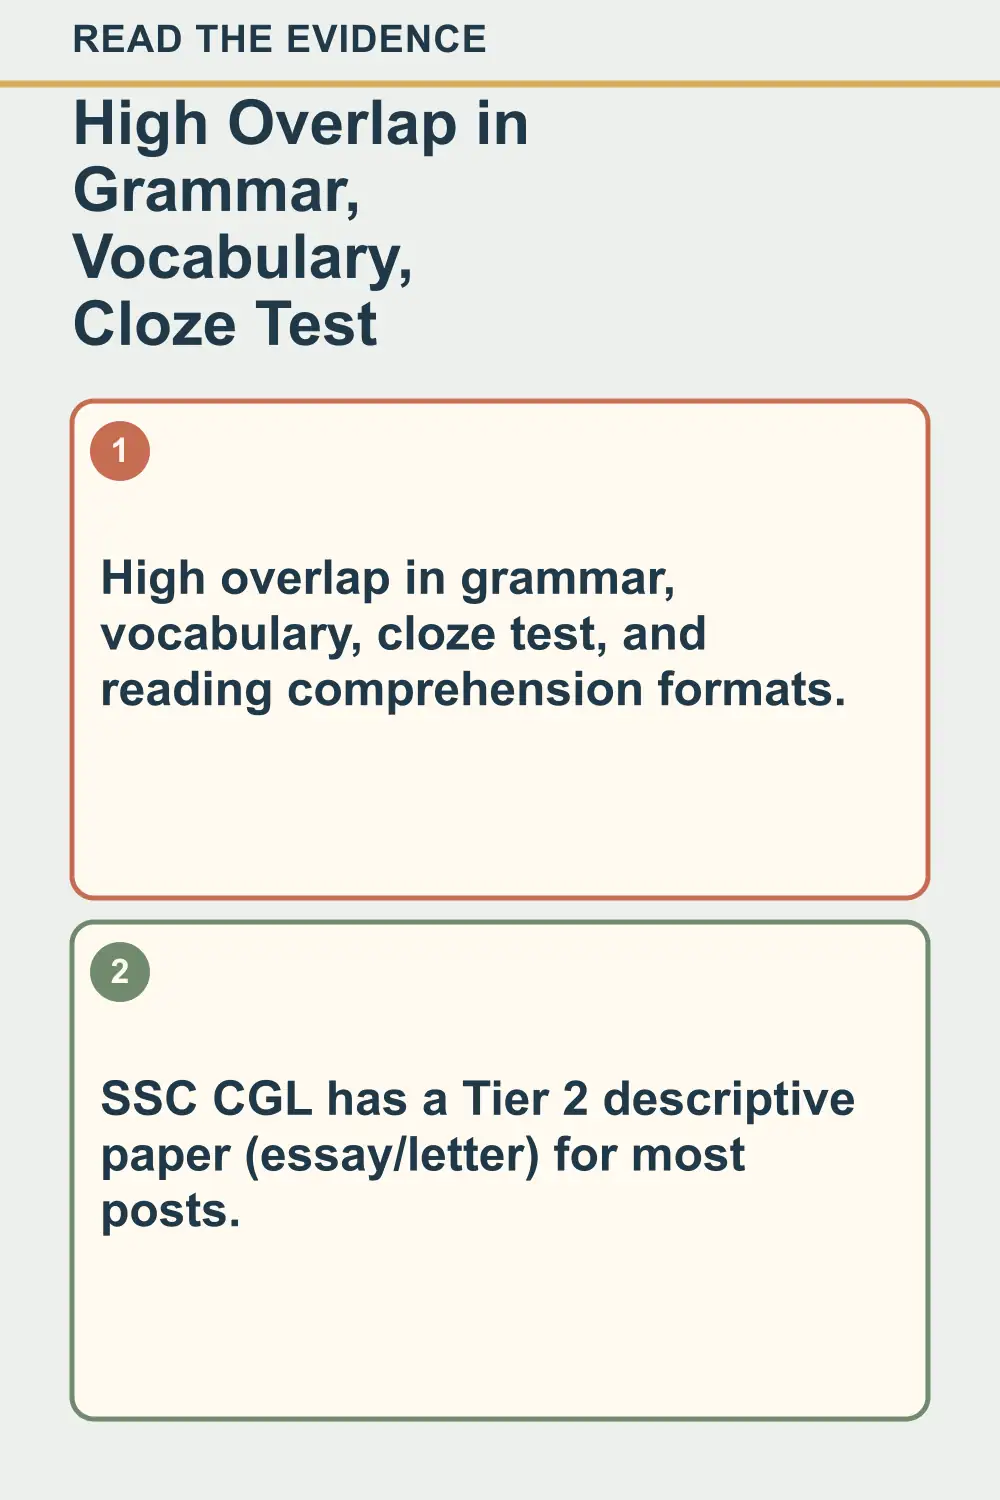 READ THE EVIDENCE
High Overlap in
Grammar,
Vocabulary,
Cloze Test
1
High overlap in grammar,
vocabulary, cloze test, and
reading comprehension formats.
2
SSC CGL has a Tier 2 descriptive
paper (essay/letter) for most
posts.